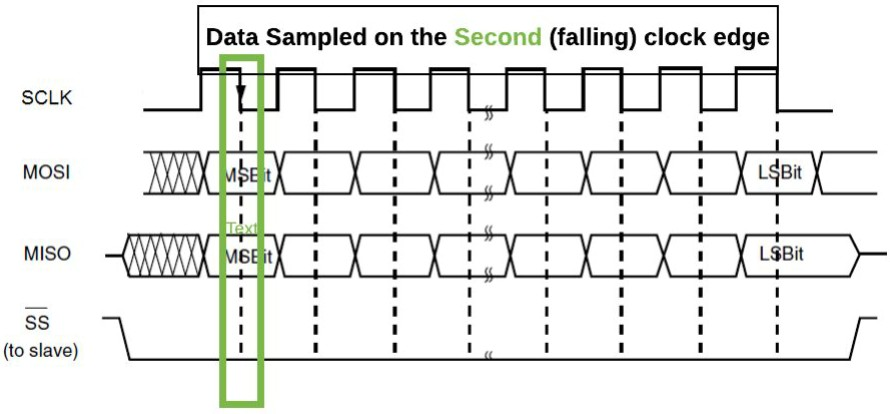 Data Sampled on the Second (falling) clock edge
SCLK
MOSI
MSBit
LSBit
Text
MISO
MSBit
LSBit
SS
(to slave)